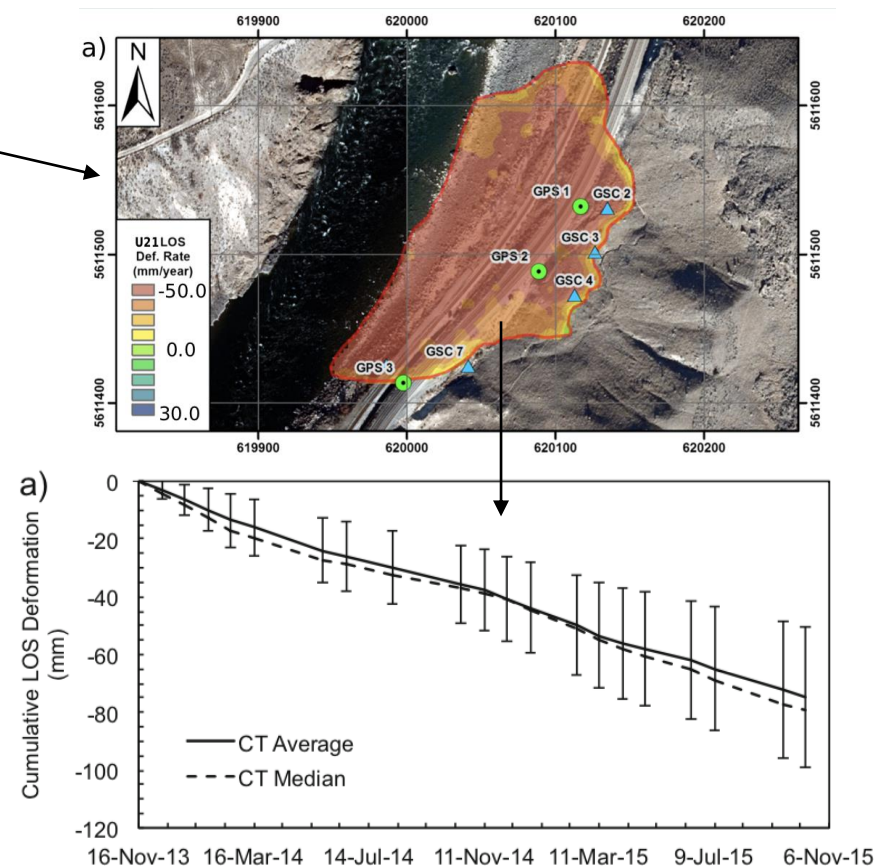 619900 620000 620100 620200
a)
N
5611600 5611600
GPS 1 GSC 2
U21 LOS
Def. Rate
(mm/year)
-50.0
0.0
30.0
GSC 3
5611500 5611500
GPS 2
GSC 4
GSC 7
GPS 3
5611400 5611400
619900 620000 620100 620200
a)
Cumulative LOS Deformation
(mm)
0
-20
-40
-60
-80
-100
-120
CT Average
CT Median
16-Nov-13 16-Mar-14 14-Jul-14 11-Nov-14 11-Mar-15 9-Jul-15 6-Nov-15